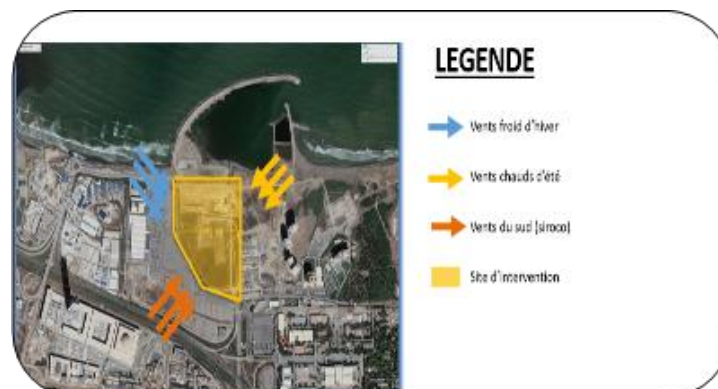 LEGENDE
Vents froid d'hiver
Vents chauds d'été
Vents du sud (siroco)
Site d'intervention